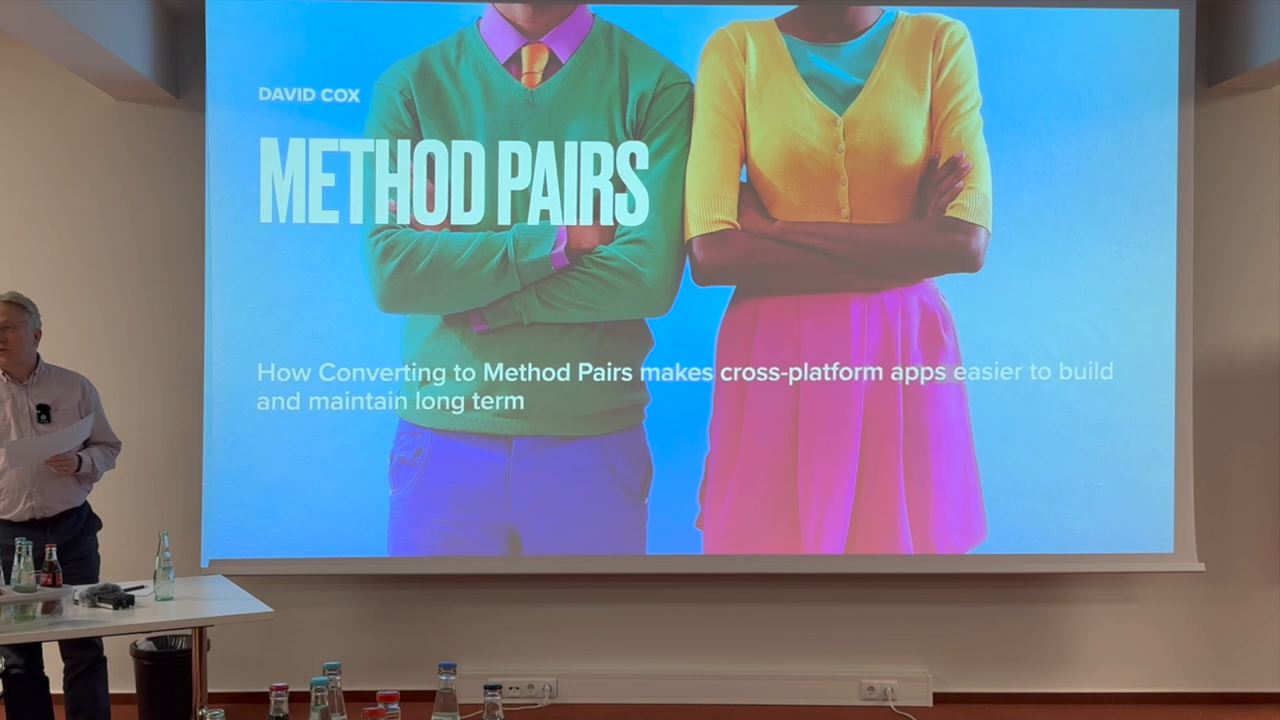 DAVID COX
METHOD PAIRS
How Converting to Method Pairs makes cross-platform apps easier to build
and maintain long term